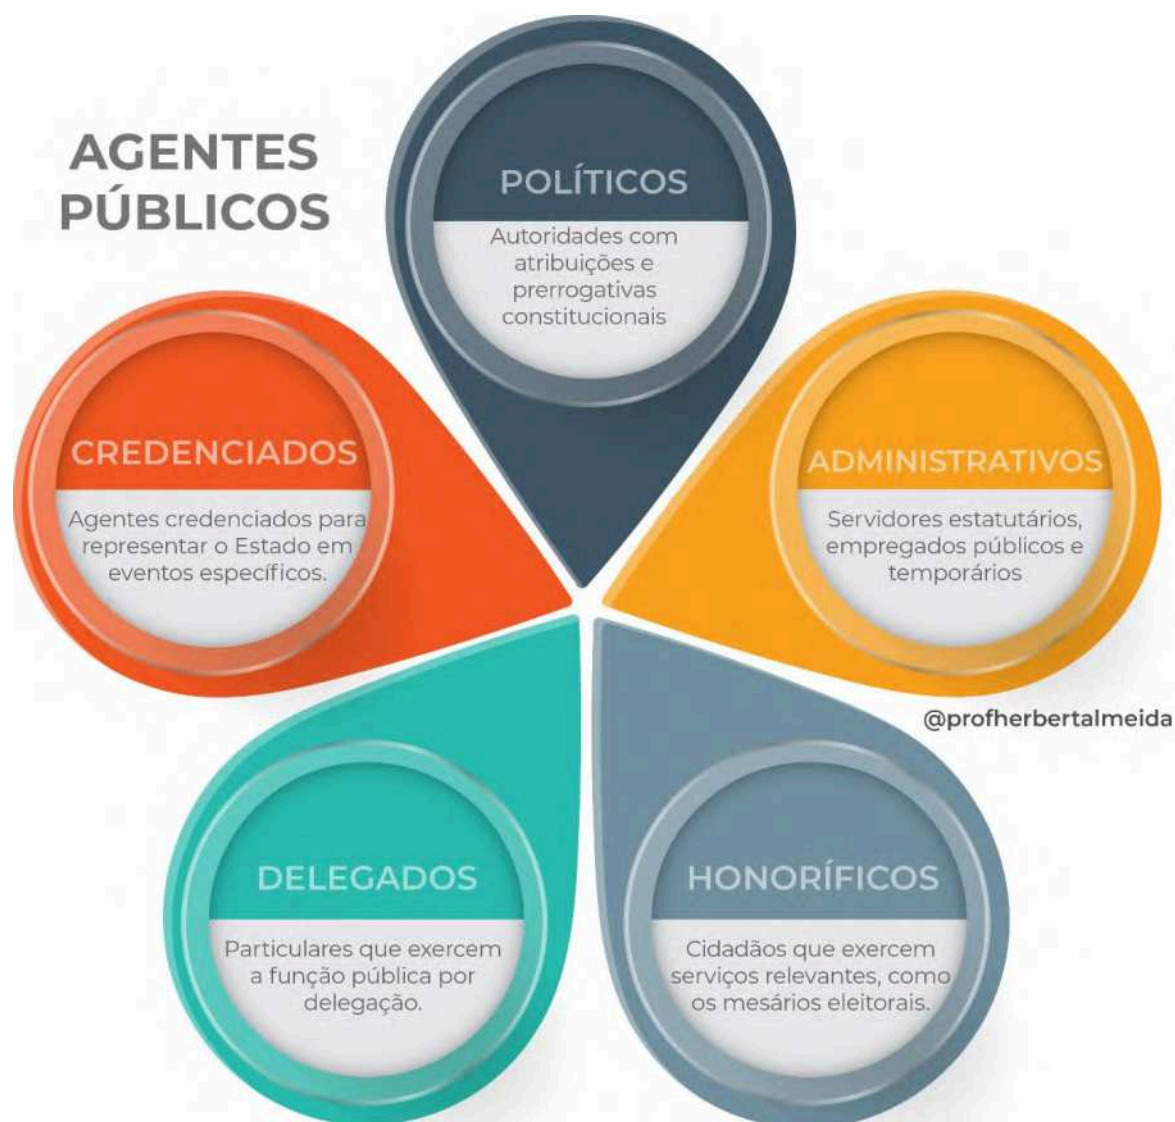 AGENTES
PÚBLICOS
POLÍTICOS
Autoridades com
atribuições e
prerrogativas
constitucionais
CREDENCIADOS
Agentes credenciados para
representar o Estado em
eventos específicos.
ADMINISTRATIVOS
Servidores estatutários,
empregados públicos e
temporários
@profherbertalmeida
DELEGADOS
Particulares que exercem
a função pública por
delegação.
HONORÍFICOS
Cidadãos que exercem
serviços relevantes, como
os mesários eleitorais.